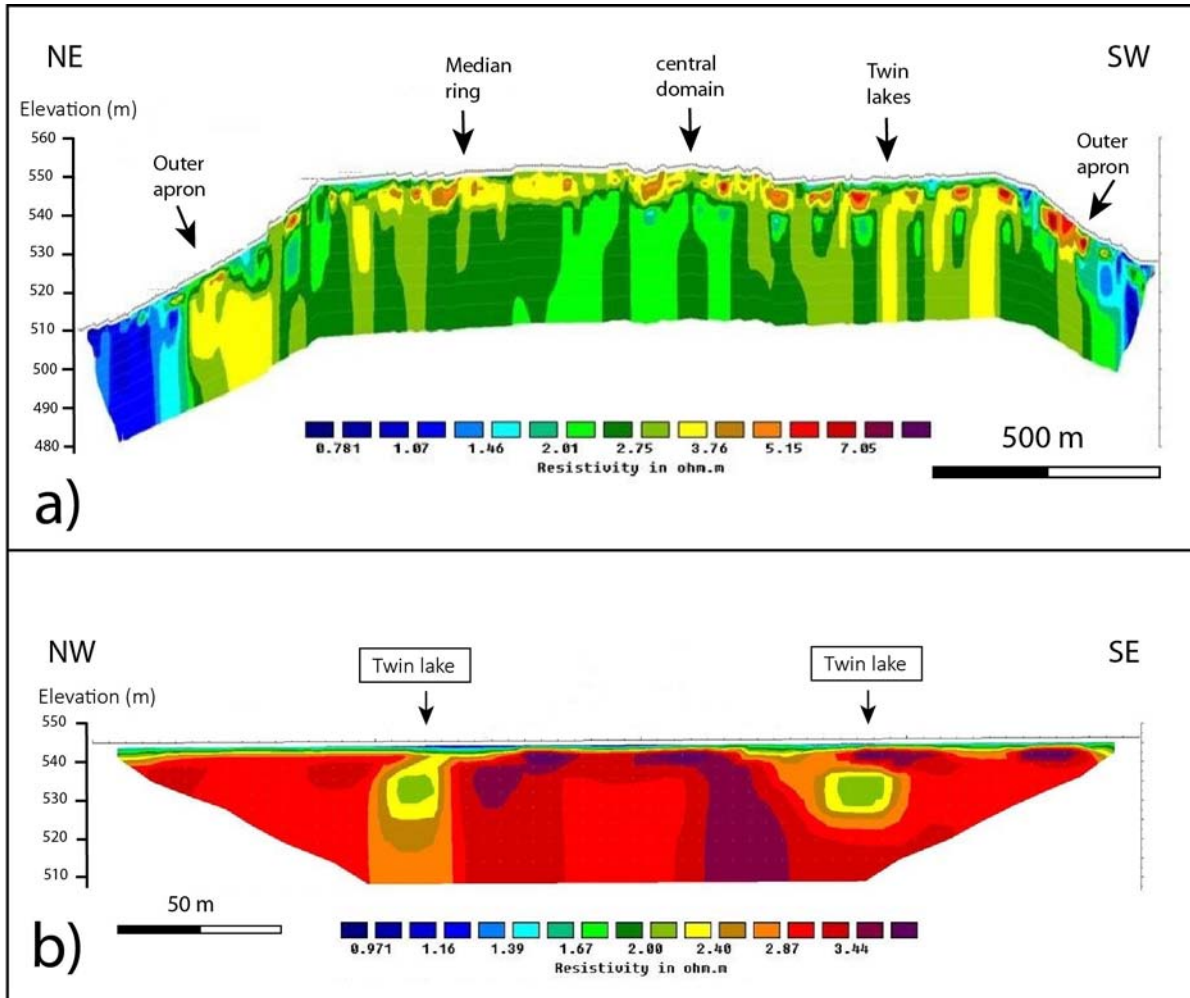 NE
SW
Median
ring
central
domain
Twin
lakes
Elevation (m)
Outer
apron
Outer
apron
560
550
540
530
520
510
500
490
480
0.781 1.07 1.46 2.01 2.75 3.76 5.15 7.05
Resistivity in ohm.m
500 m
a)
NW
SE
Twin lake
Twin lake
Elevation (m)
550
540
530
520
510
50 m
0.971 1.16 1.39 1.67 2.00 2.40 2.87 3.44
Resistivity in ohm.m
b)